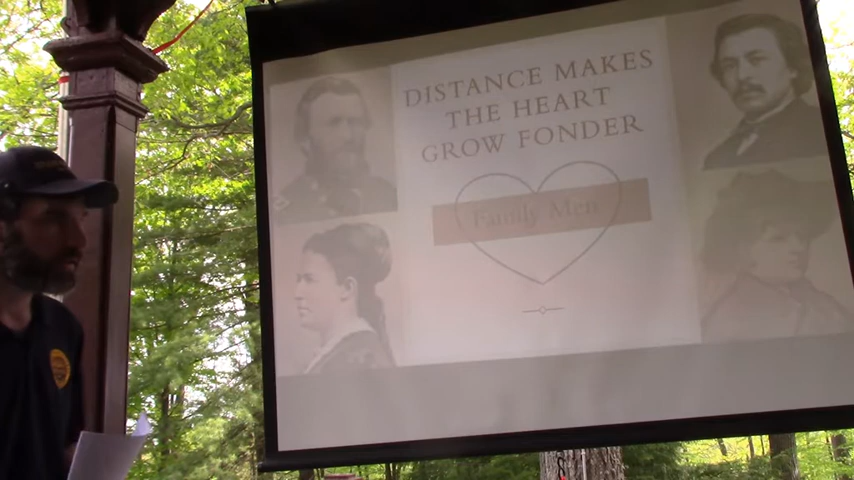 DISTANCE MAKES
THE HEART
GROW FONDER
Family Men